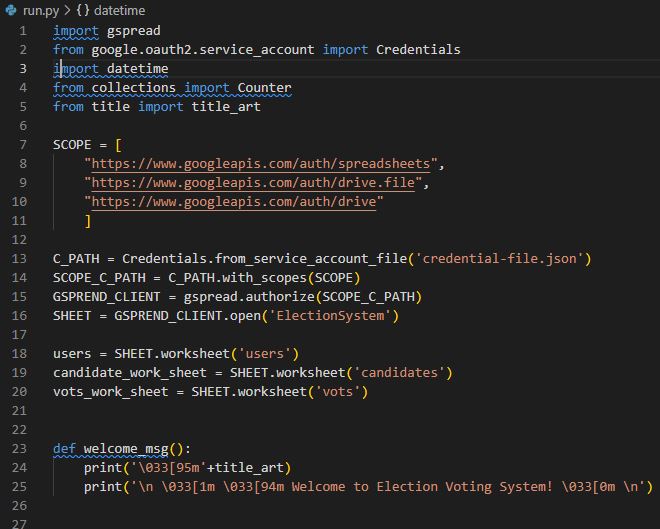 run.py > {} datetime
1 import gspread
2 from google.oauth2.service_account import Credentials
3 import datetime
4 from collections import Counter
5 from title import title_art
6
7 SCOPE = [
8     "https://www.googleapis.com/auth/spreadsheets",
9     "https://www.googleapis.com/auth/drive.file",
10     "https://www.googleapis.com/auth/drive"
11     ]
12
13 C_PATH = Credentials.from_service_account_file('credential-file.json')
14 SCOPE_C_PATH = C_PATH.with_scopes(SCOPE)
15 GSPREND_CLIENT = gspread.authorize(SCOPE_C_PATH)
16 SHEET = GSPREND_CLIENT.open('ElectionSystem')
17
18 users = SHEET.worksheet('users')
19 candidate_work_sheet = SHEET.worksheet('candidates')
20 vots_work_sheet = SHEET.worksheet('vots')
21
22
23 def welcome_msg():
24     print('\033[95m'+title_art)
25     print('\n \033[1m \033[94m Welcome to Election Voting System! \033[0m \n')
26
27